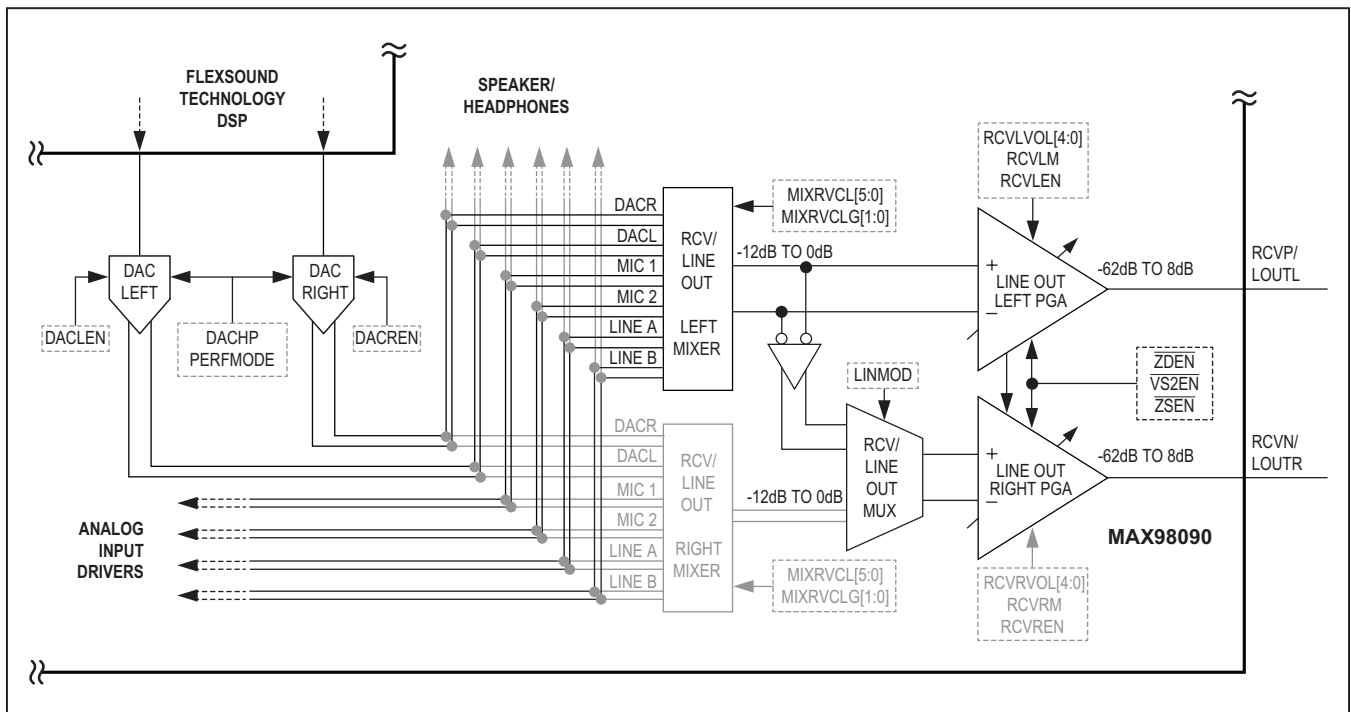 FLEXSOUND
TECHNOLOGY
DSP
SPEAKER/
HEADPHONES
DAC
LEFT
DAC
RIGHT
DACLEN
DACHP
PERFMODE
DACREN
ANALOG
INPUT
DRIVERS
DACR
DACL
MIC 1
MIC 2
LINE A
LINE B
RCV/
LINE
OUT
LEFT
MIXER
MIXRVCL[5:0]
MIXRVCLG[1:0]
-12dB TO 0dB
RCVLVOL[4:0]
RCVLM
RCVLEN
+
−
LINE OUT
LEFT PGA
-62dB TO 8dB
RCVP/
LOUTL
ZDEN
VS2EN
ZSEN
LINMOD
RCV/
LINE
OUT
MUX
DACR
DACL
MIC 1
MIC 2
LINE A
LINE B
RCV/
LINE
OUT
RIGHT
MIXER
-12dB TO 0dB
MIXRVCL[5:0]
MIXRVCLG[1:0]
+
−
LINE OUT
RIGHT PGA
-62dB TO 8dB
RCVN/
LOUTR
RCVRVOL[4:0]
RCVRM
RCVREN
MAX98090